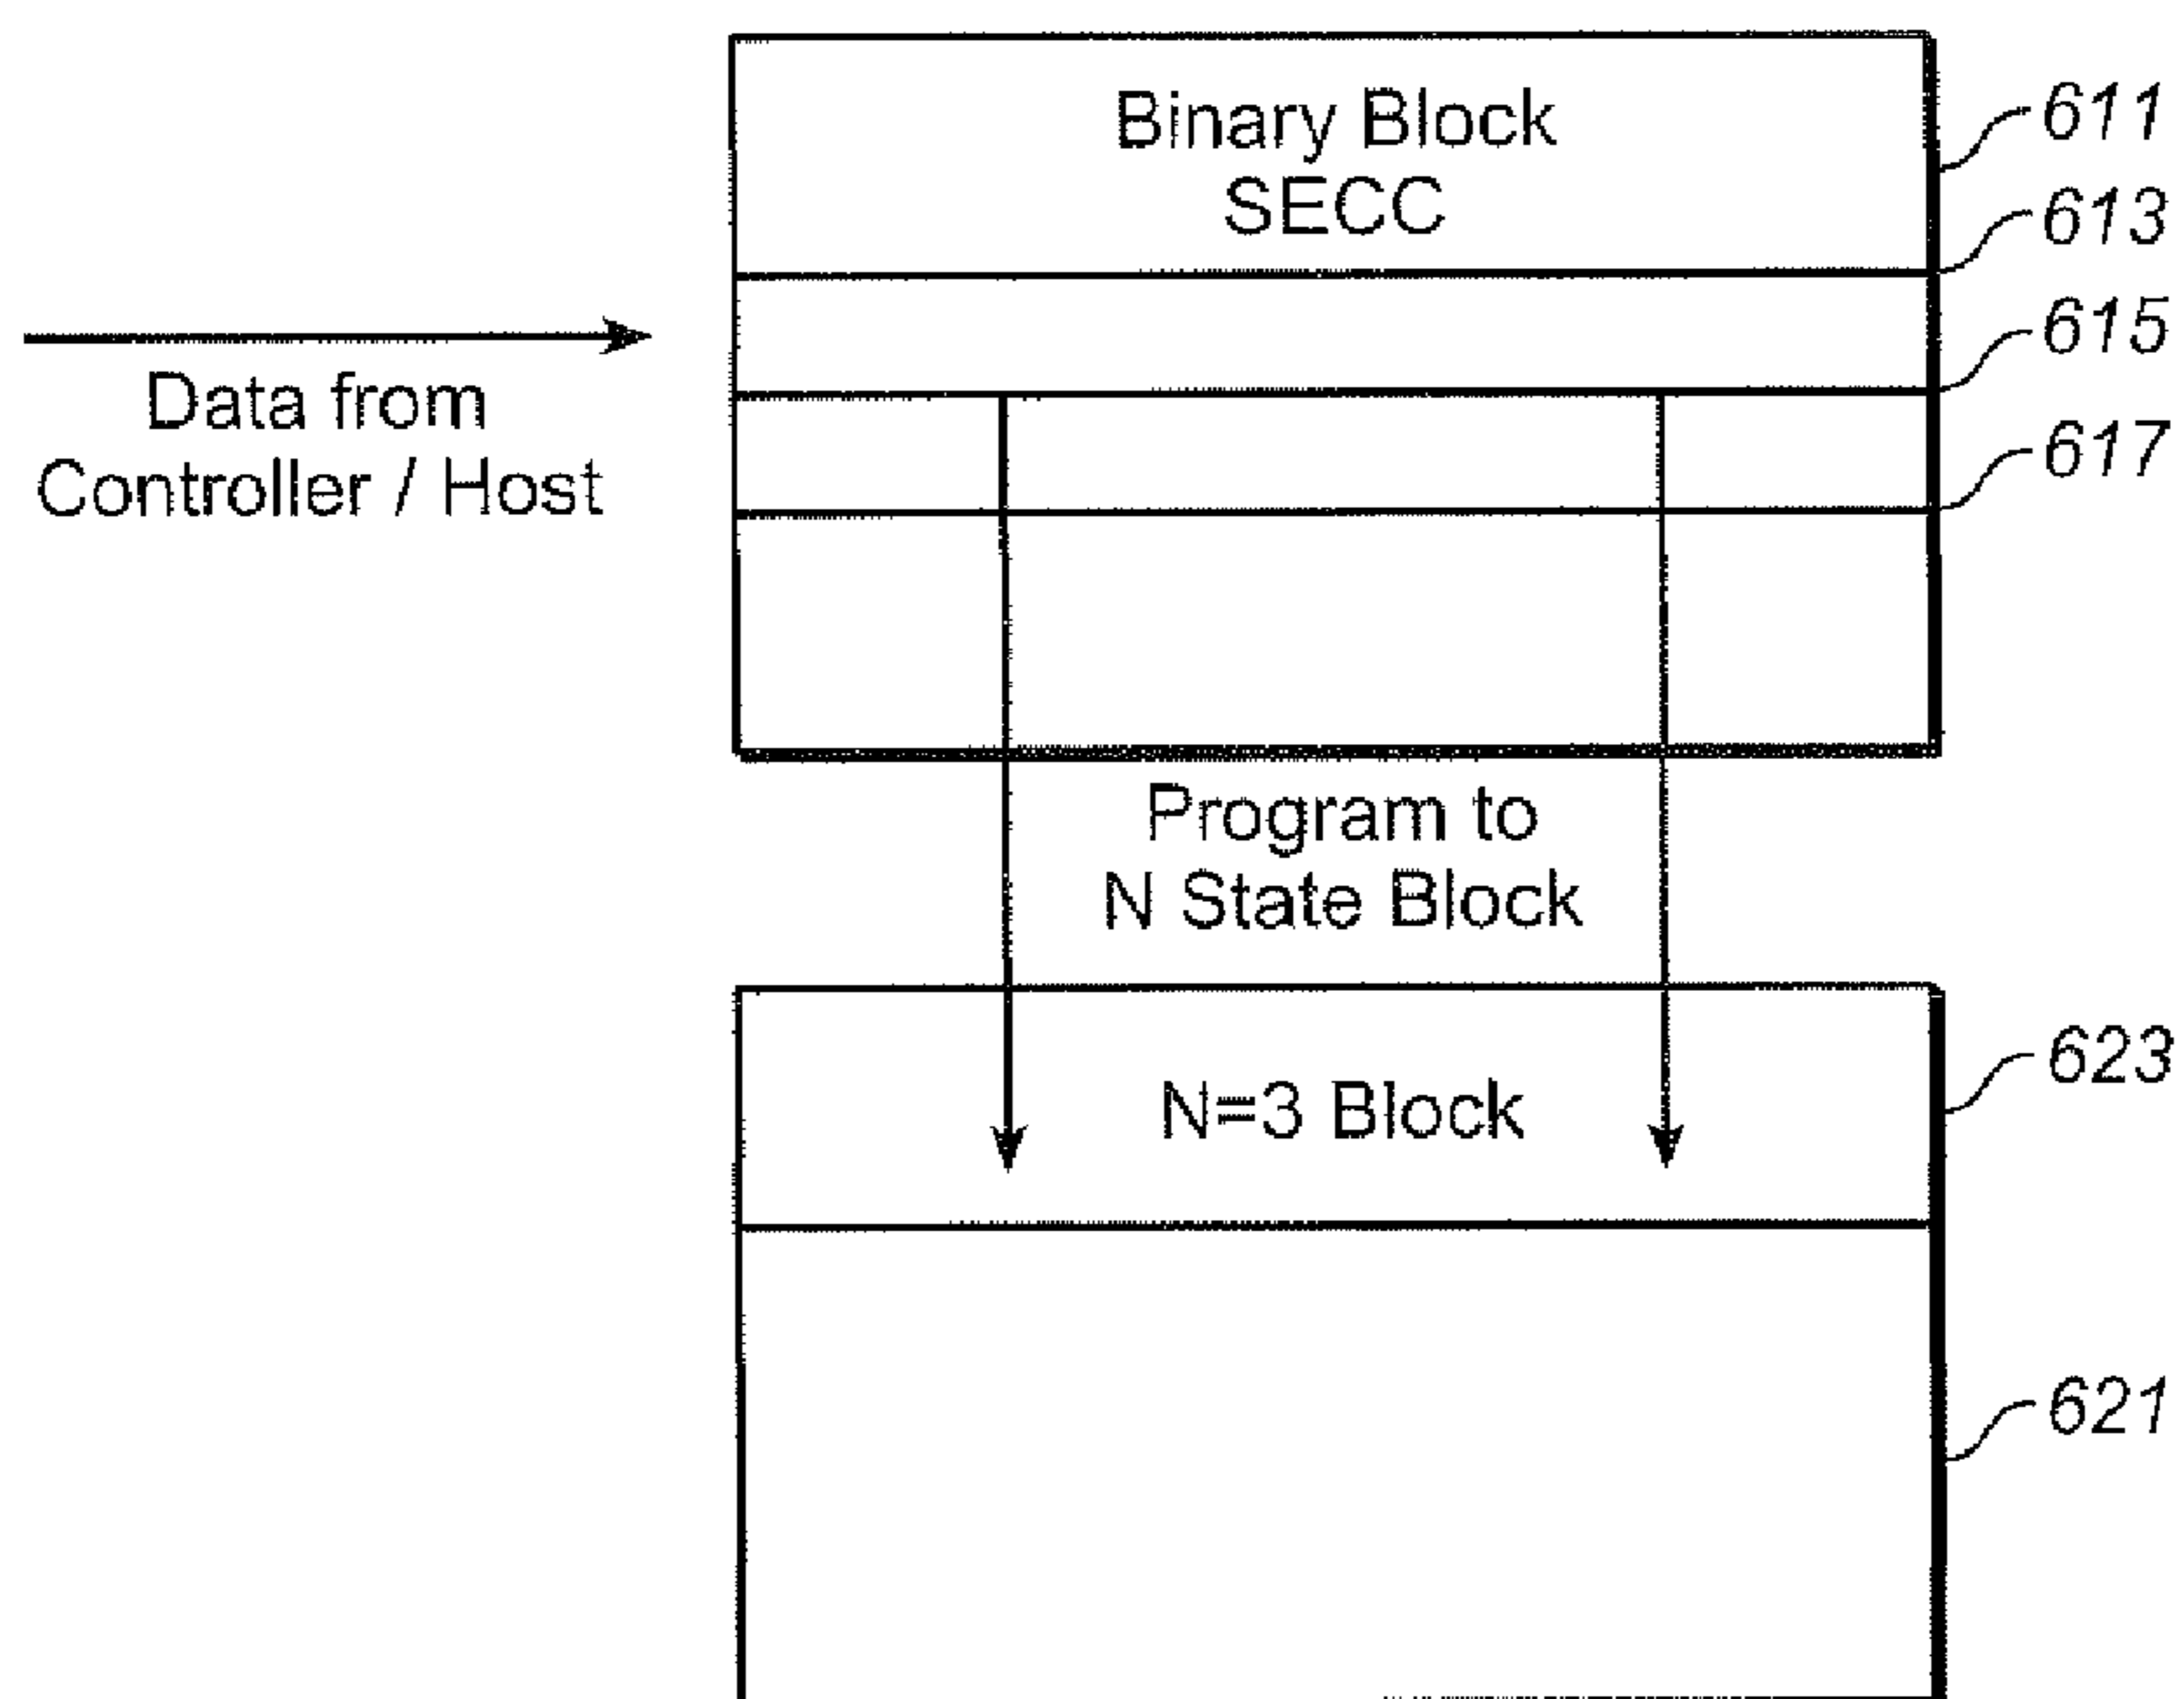 Binary Block
SECC
611
613
615
617
Data from
Controller / Host
Program to
N State Block
N=3 Block
623
621